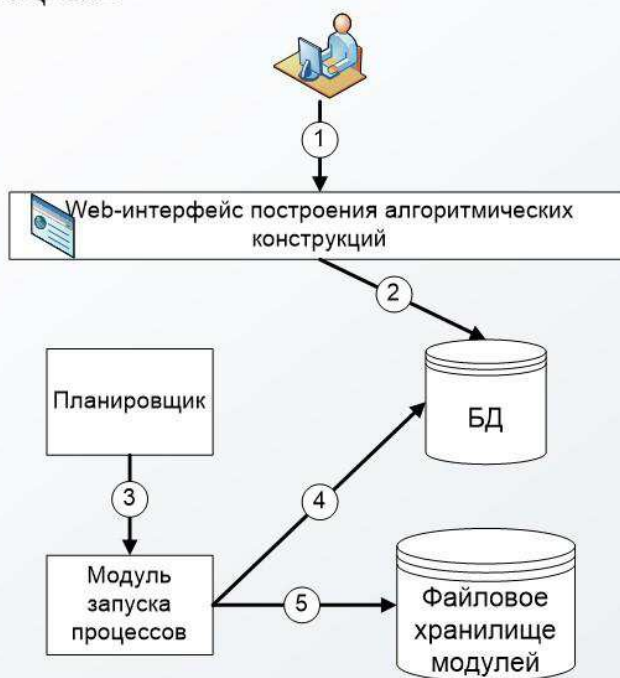 1
Web-интерфейс построения алгоритмических
конструкций
2
Планировщик
БД
3
4
Модуль
запуска
процессов
5
Файловое
хранилище
модулей